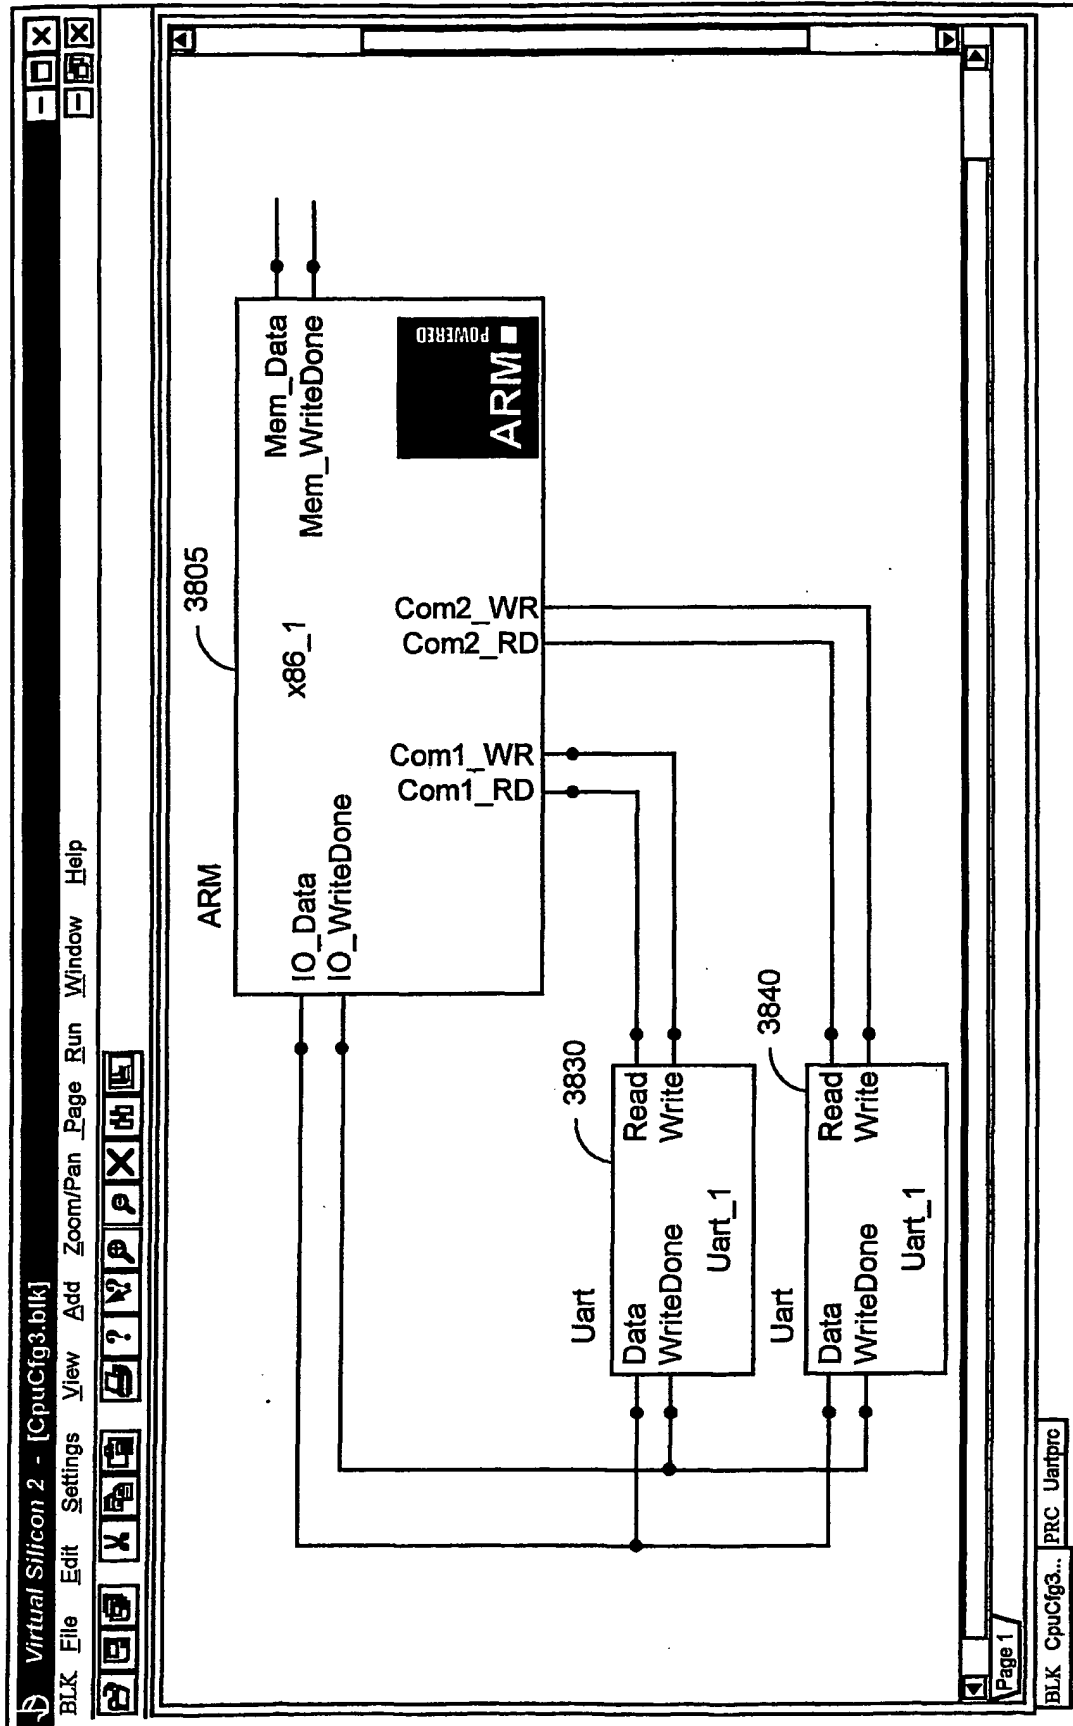 Virtual Silicon 2 - [CpuCfg3.blk]
BLK File Edit Settings View Add Zoom/Pan Page Run Window Help
?
?
ARM
3805
IO_Data
IO_WriteDone
x86_1
Mem_Data
Mem_WriteDone
Com1_WR
Com1_RD
Com2_WR
Com2_RD
ARM
POWERED
Uart
3830
Data
WriteDone
Read
Write
Uart_1
Uart
3840
Data
WriteDone
Read
Write
Uart_1
Page 1
BLK CpuCfg3...
PRC Uartprc